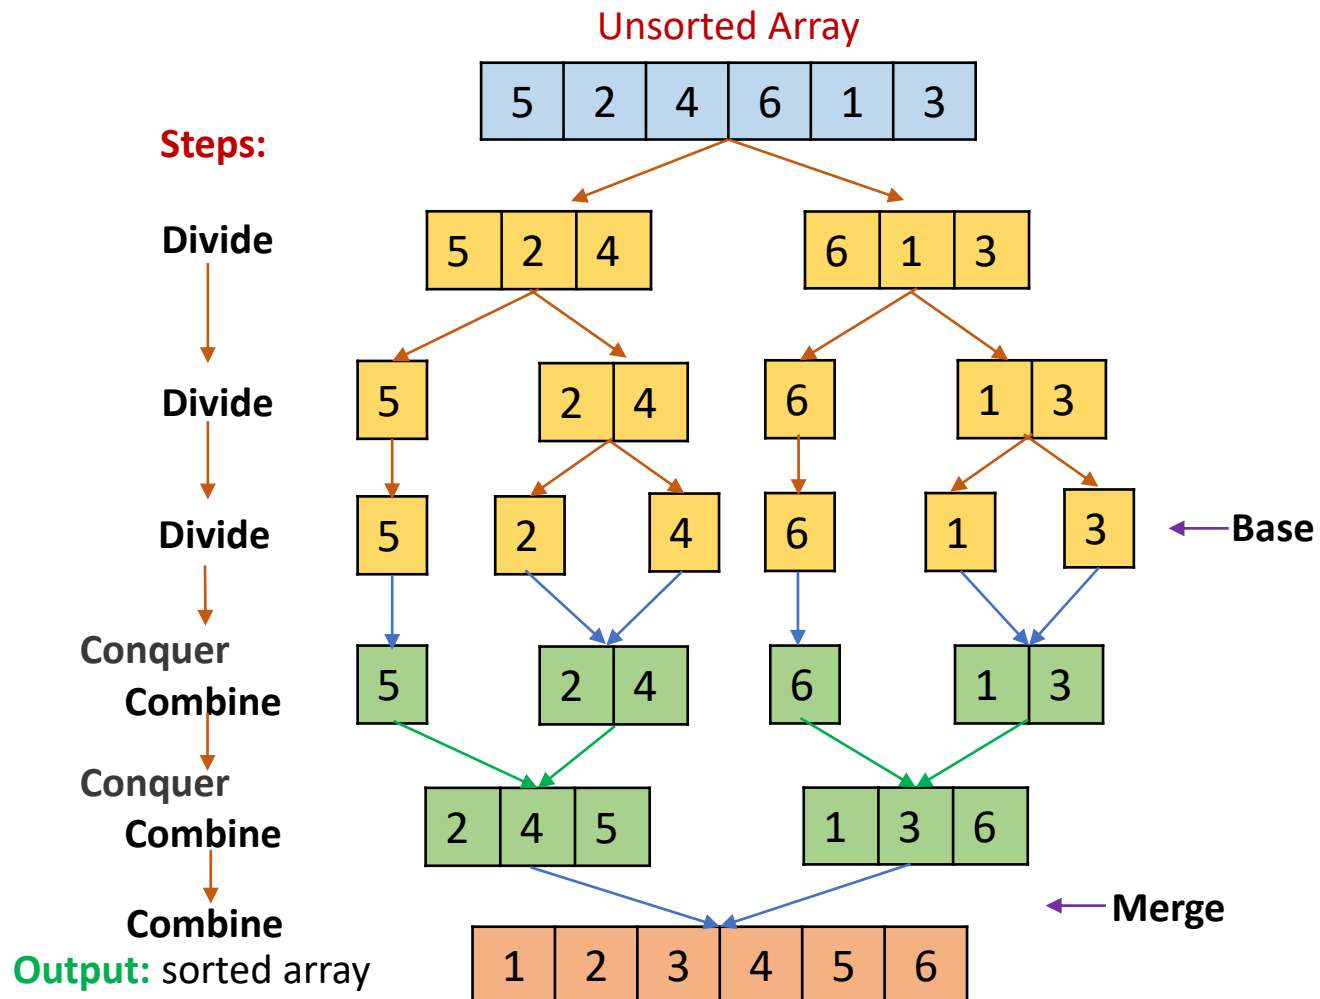 Unsorted Array
5 2 4 6 1 3
Steps:
Divide
5 2 4 6 1 3
Divide
5 2 4 6 1 3
Divide
5 2 4 6 1 3
Base
Conquer
Combine
5 2 4 6 1 3
Conquer
Combine
2 4 5 1 3 6
Merge
Combine
Output: sorted array
1 2 3 4 5 6